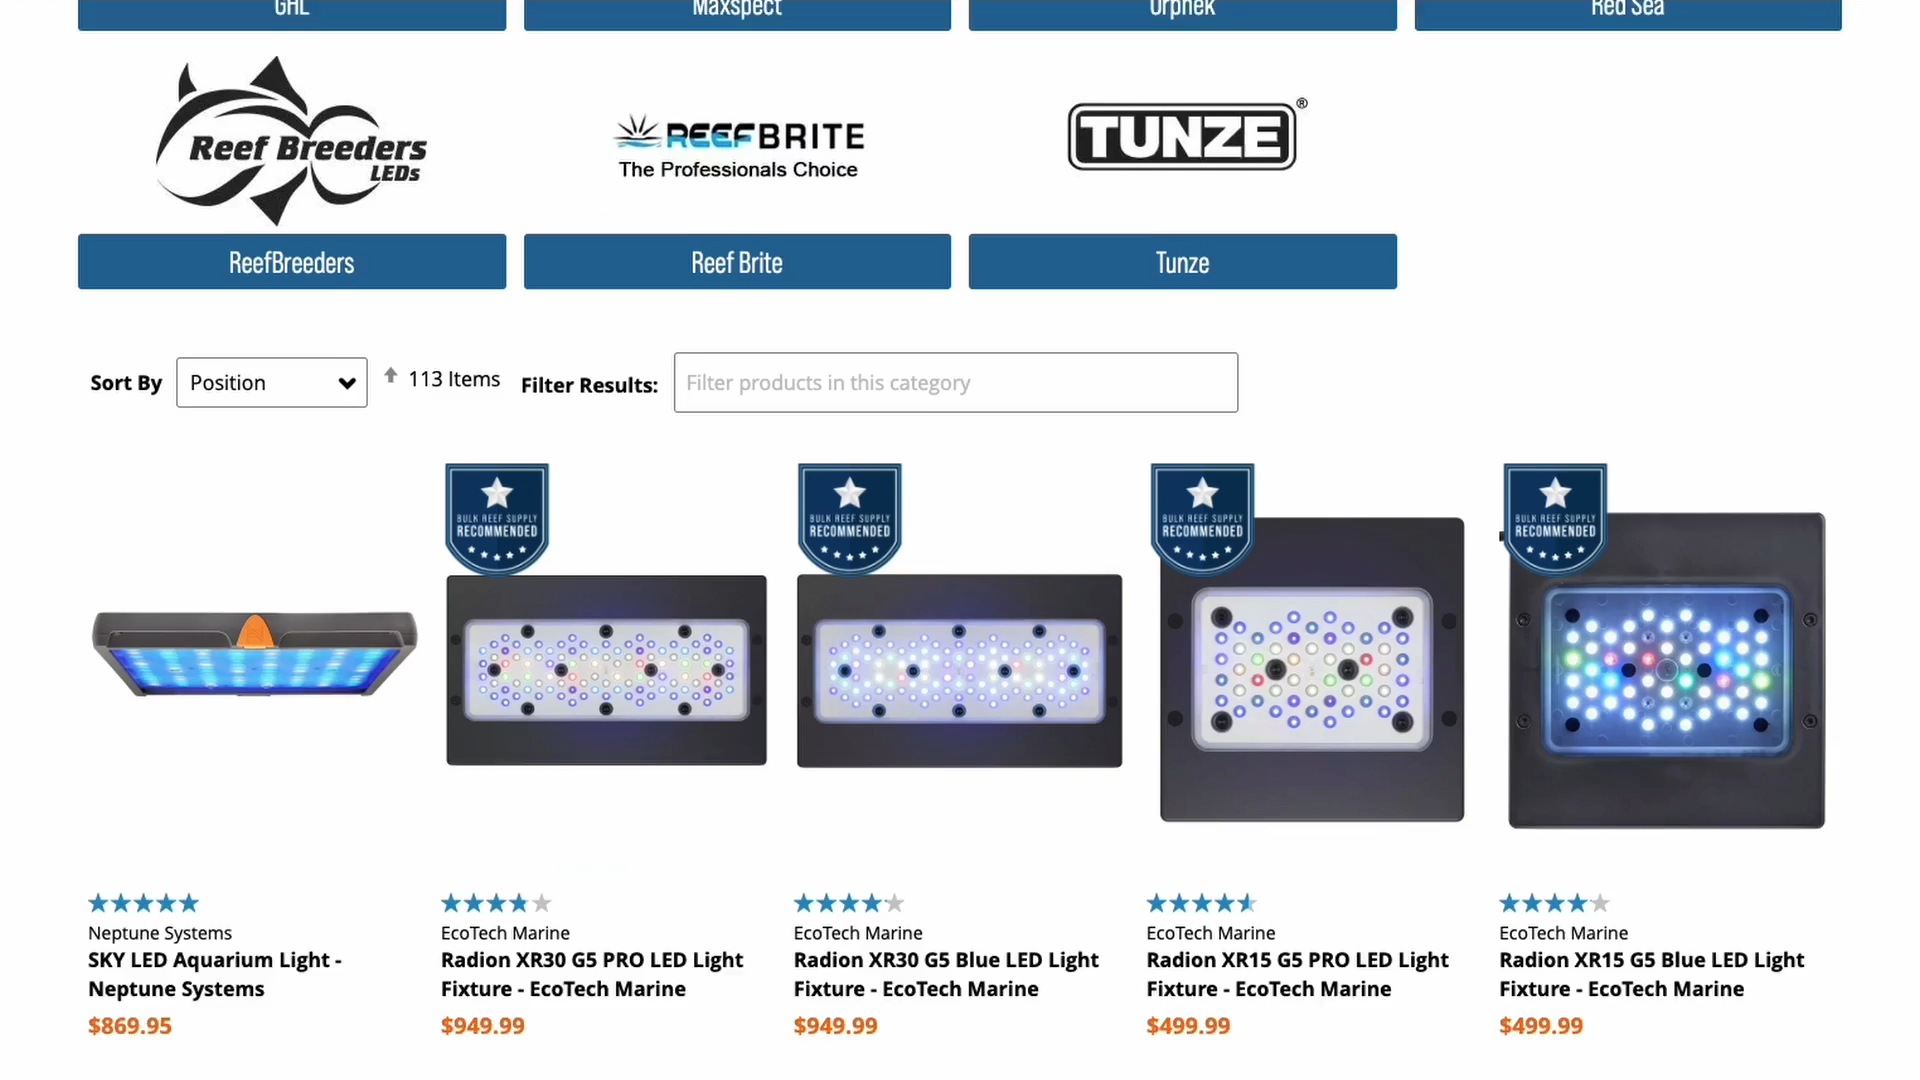 GHL
Maxspect
Orphek
Red Sea
Reef Breeders
LEDs
REEFBRITE
The Professionals Choice
TUNZE®
ReefBreeders
Reef Brite
Tunze
Sort By
Position
113 Items
Filter Results:
Filter products in this category
BULK REEF SUPPLY
RECOMMENDED
BULK REEF SUPPLY
RECOMMENDED
BULK REEF SUPPLY
RECOMMENDED
BULK REEF SUPPLY
RECOMMENDED
Neptune Systems
SKY LED Aquarium Light -
Neptune Systems
$869.95
EcoTech Marine
Radion XR30 G5 PRO LED Light
Fixture - EcoTech Marine
$949.99
EcoTech Marine
Radion XR30 G5 Blue LED Light
Fixture - EcoTech Marine
$949.99
EcoTech Marine
Radion XR15 G5 PRO LED Light
Fixture - EcoTech Marine
$499.99
EcoTech Marine
Radion XR15 G5 Blue LED Light
Fixture - EcoTech Marine
$499.99